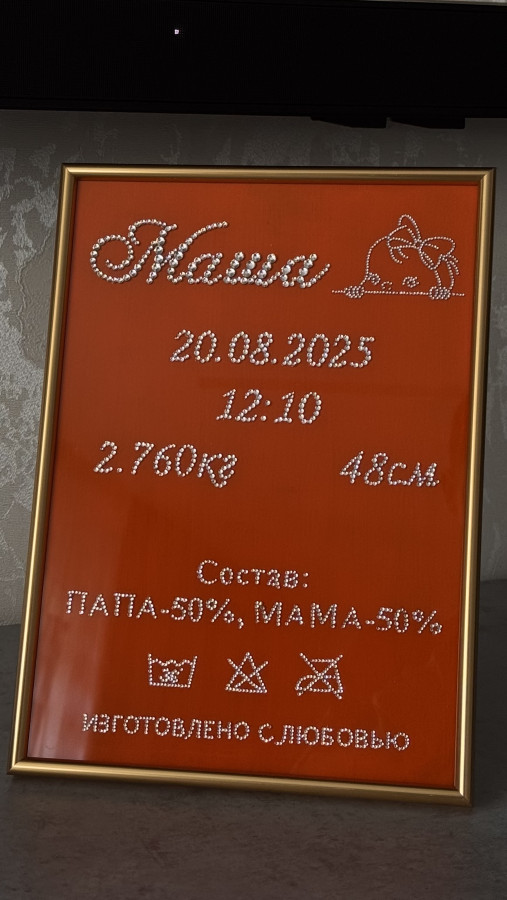 Маша
20.08.2025
12:10
2.760кг 48см
Состав:
ПАПА-50%, МАМА-50%
ИЗГОТОВЛЕНО С ЛЮБОВЬЮ